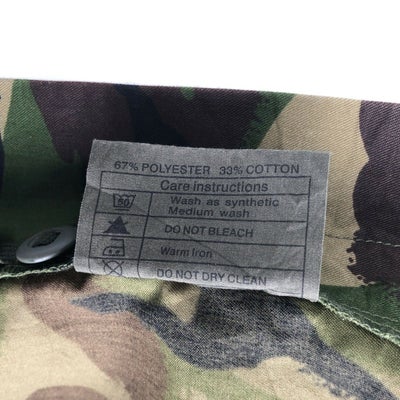 67% POLYESTER 33% COTTON
Care instructions
50 Wash as synthetic
Medium wash
DO NOT BLEACH
Warm Iron
DO NOT DRY CLEAN